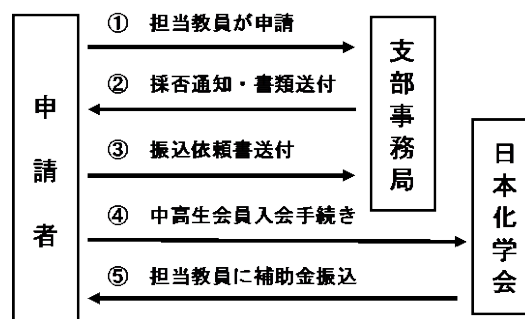 ① 担当教員が申請
② 採否通知・書類送付
③ 振込依頼書送付
④ 中高生会員入会手続き
⑤ 担当教員に補助金振込
申請者
支部事務局
日本化学会